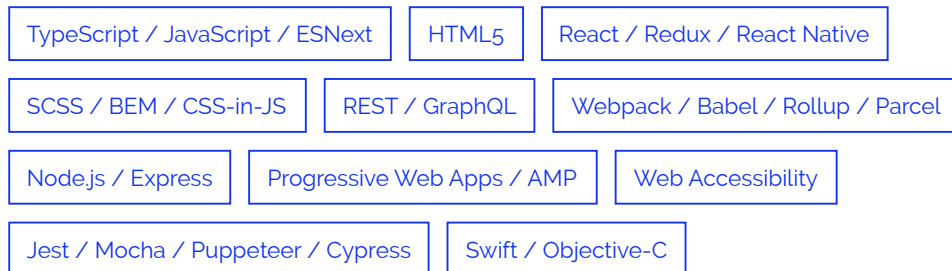 TypeScript / JavaScript / ESNext HTML5 React / Redux / React Native
SCSS / BEM / CSS-in-JS REST / GraphQL Webpack / Babel / Rollup / Parcel
Node.js / Express Progressive Web Apps / AMP Web Accessibility
Jest / Mocha / Puppeteer / Cypress Swift / Objective-C